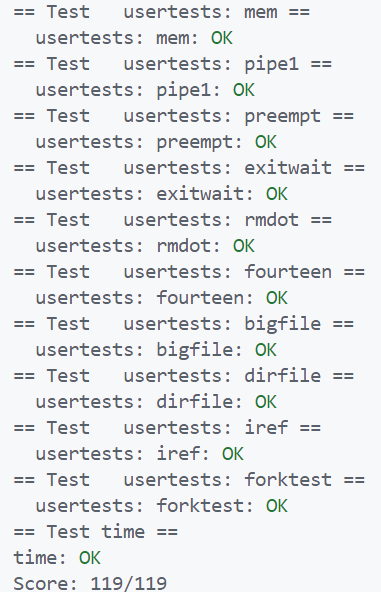 == Test   usertests: mem ==
  usertests: mem: OK
== Test   usertests: pipe1 ==
  usertests: pipe1: OK
== Test   usertests: preempt ==
  usertests: preempt: OK
== Test   usertests: exitwait ==
  usertests: exitwait: OK
== Test   usertests: rmdot ==
  usertests: rmdot: OK
== Test   usertests: fourteen ==
  usertests: fourteen: OK
== Test   usertests: bigfile ==
  usertests: bigfile: OK
== Test   usertests: dirfile ==
  usertests: dirfile: OK
== Test   usertests: iref ==
  usertests: iref: OK
== Test   usertests: forktest ==
  usertests: forktest: OK
== Test time ==
time: OK
Score: 119/119